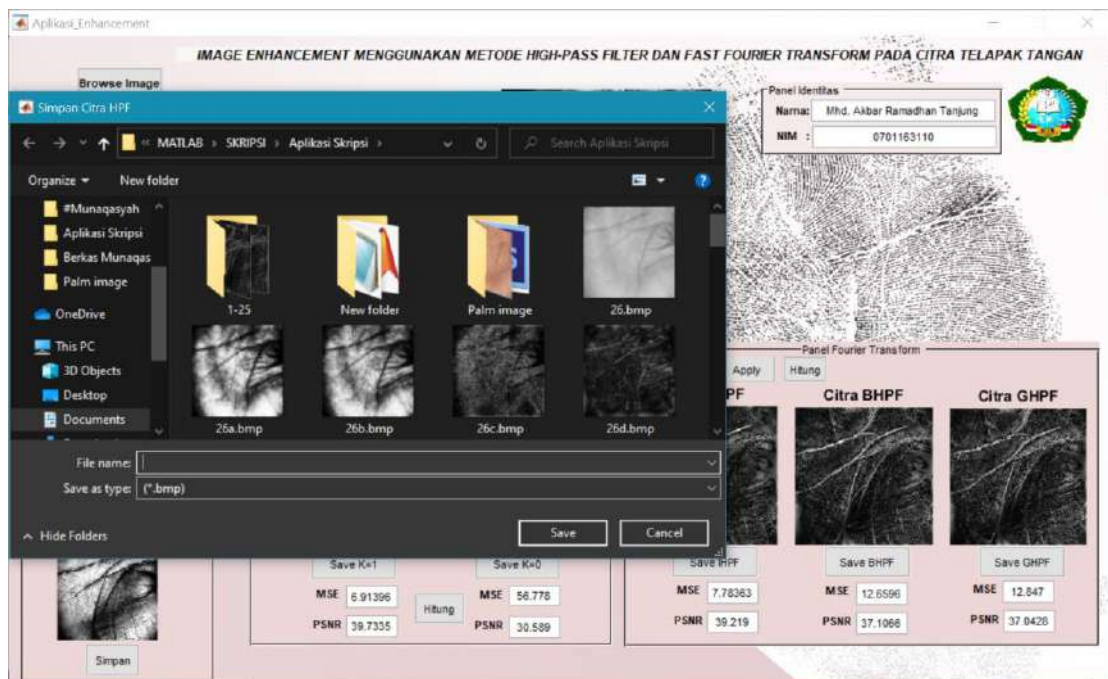 Aplikasi_Enhancement
IMAGE ENHANCEMENT MENGGUNAKAN METODE HIGH-PASS FILTER DAN FAST FOURIER TRANSFORM PADA CITRA TELAPAK TANGAN
Browse Image
Panel Identitas
Nama: Mhd. Akbar Ramadhan Tanjung
NIM : 0701163110
Simpan Citra HPF
« MATLAB › SKRIPSI › Aplikasi Skripsi ›
Search Aplikasi Skripsi
Organize
New folder
#Munaqasyah
Aplikasi Skripsi
Berkas Munaqas
Palm image
OneDrive
This PC
3D Objects
Desktop
Documents
1-25
New folder
Palm image
26.bmp
26a.bmp
26b.bmp
26c.bmp
26d.bmp
File name:
Save as type: (*.bmp)
Hide Folders
Save
Cancel
Panel Fourier Transform
Apply
Hitung
PF
Citra BHPF
Citra GHPF
Save K=1
Save K=0
Save IHPF
Save BHPF
Save GHPF
MSE 6.91396
Hitung
MSE 56.778
MSE 7.78363
MSE 12.6596
MSE 12.847
PSNR 39.7335
PSNR 30.589
PSNR 39.219
PSNR 37.1066
PSNR 37.0428
Simpan